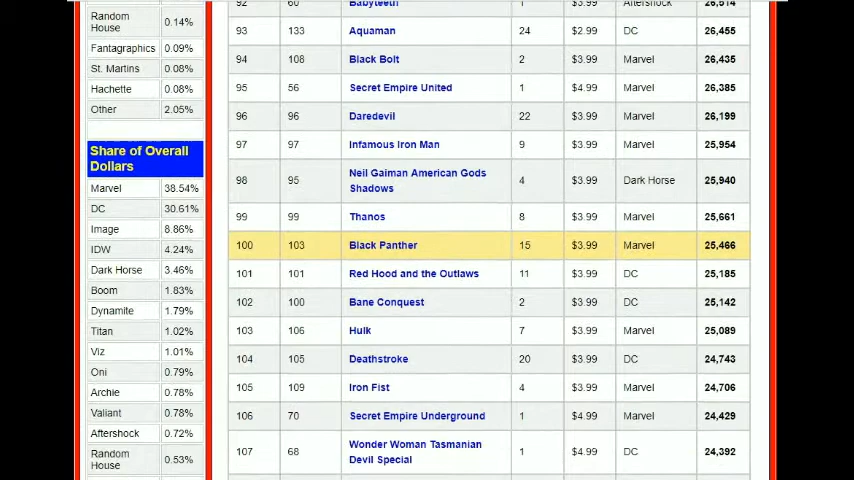 Random
House 0.14%
Fantagraphics 0.09%
St. Martins 0.08%
Hachette 0.08%
Other 2.05%
Share of Overall
Dollars
Marvel 38.54%
DC 30.61%
Image 8.86%
IDW 4.24%
Dark Horse 3.46%
Boom 1.83%
Dynamite 1.79%
Titan 1.02%
Viz 1.01%
Oni 0.79%
Archie 0.78%
Valiant 0.78%
Aftershock 0.72%
Random
House 0.53%
92 60 Babyteeth 1 $3.99 Aftershock 26,514
93 133 Aquaman 24 $2.99 DC 26,455
94 108 Black Bolt 2 $3.99 Marvel 26,435
95 56 Secret Empire United 1 $4.99 Marvel 26,385
96 96 Daredevil 22 $3.99 Marvel 26,199
97 97 Infamous Iron Man 9 $3.99 Marvel 25,954
98 95 Neil Gaiman American Gods
Shadows 4 $3.99 Dark Horse 25,940
99 99 Thanos 8 $3.99 Marvel 25,661
100 103 Black Panther 15 $3.99 Marvel 25,466
101 101 Red Hood and the Outlaws 11 $3.99 DC 25,185
102 100 Bane Conquest 2 $3.99 DC 25,142
103 106 Hulk 7 $3.99 Marvel 25,089
104 105 Deathstroke 20 $3.99 DC 24,743
105 109 Iron Fist 4 $3.99 Marvel 24,706
106 70 Secret Empire Underground 1 $4.99 Marvel 24,429
107 68 Wonder Woman Tasmanian
Devil Special 1 $4.99 DC 24,392